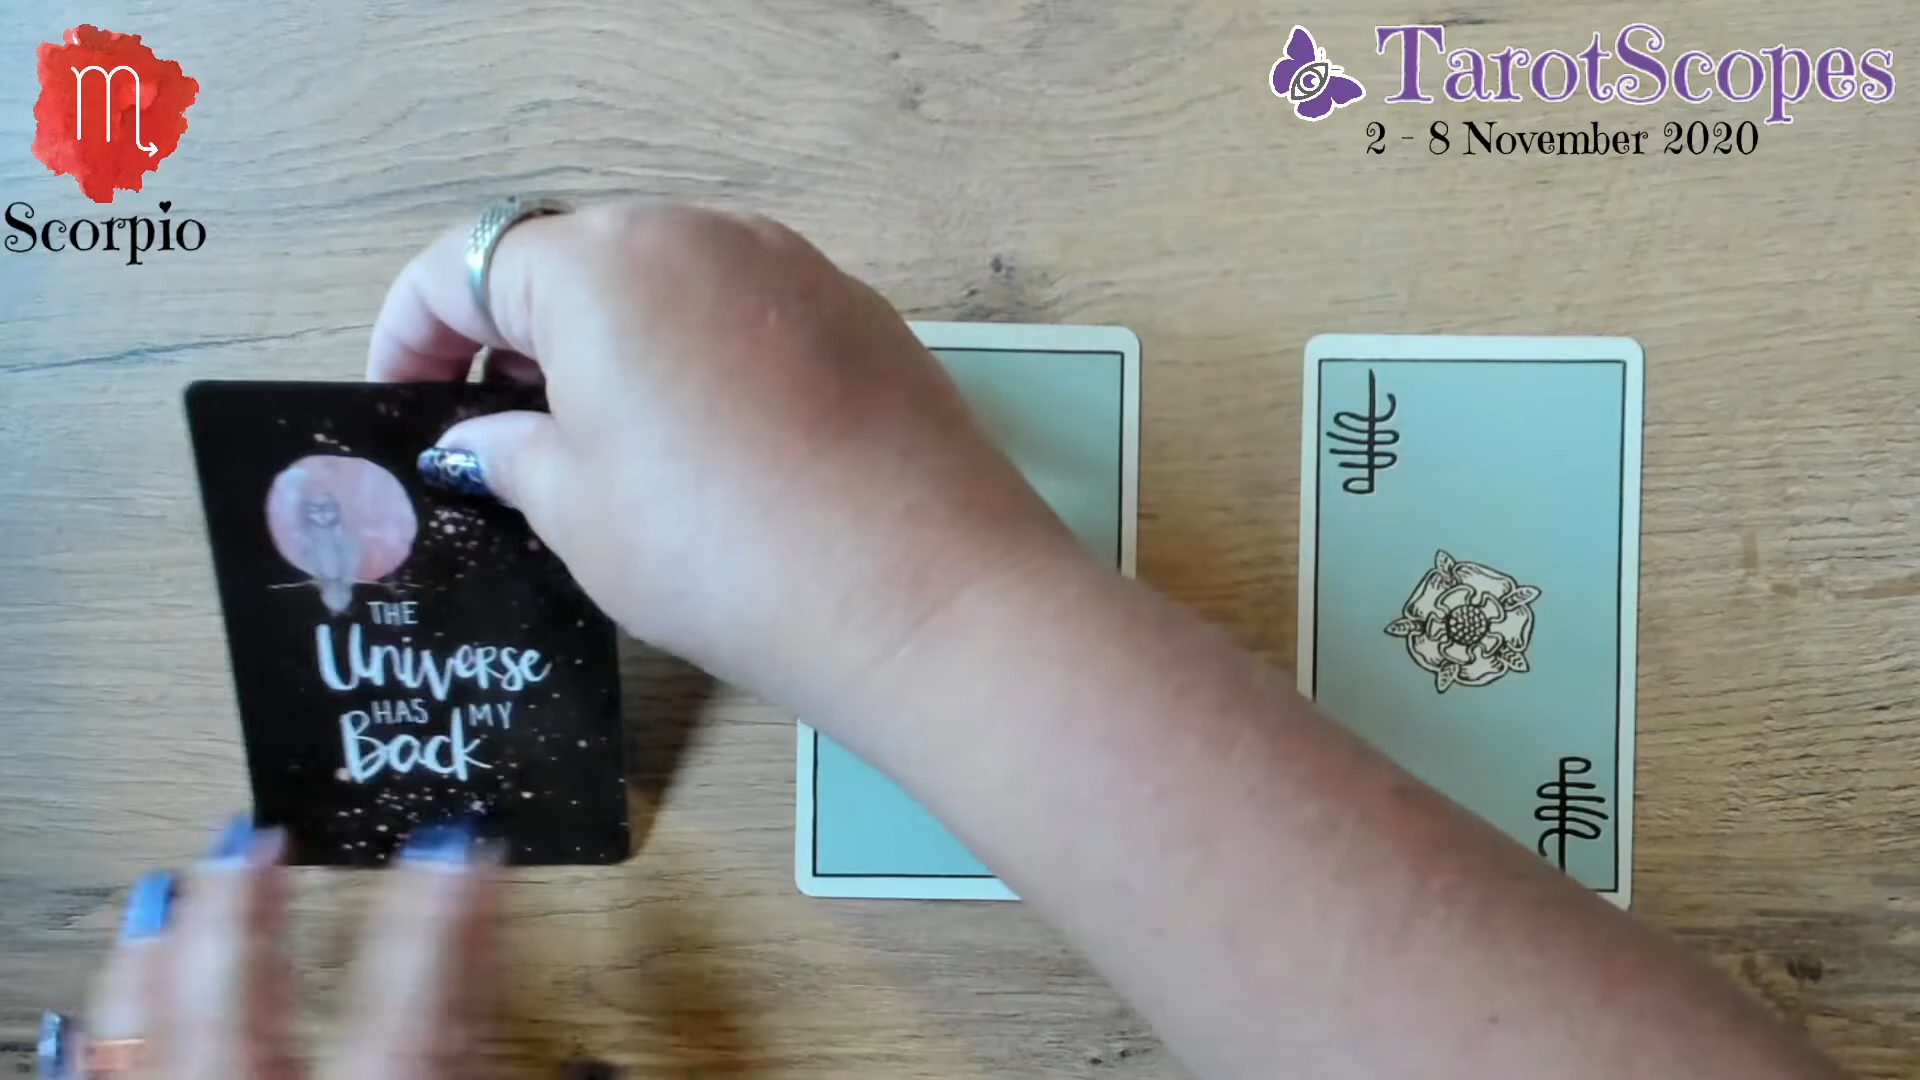 Scorpio
TarotScopes
2 - 8 November 2020
THE
Universe
HAS MY
Back